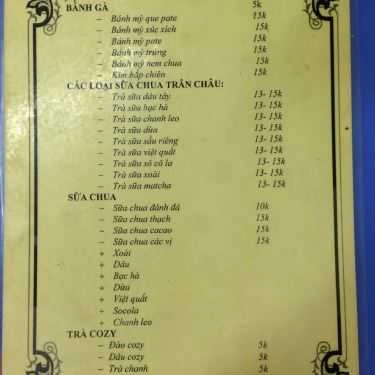 BÁNH GÀ 5k
– Bánh mỳ que pate 15k
– Bánh mỳ xúc xích 15k
– Bánh mỳ pate 15k
– Bánh mỳ trứng 15k
– Bánh mỳ nem chua 15k
– Kim bắp chiên 15k
CÁC LOẠI SỮA CHUA TRÂN CHÂU:
– Trà sữa dâu tây 13- 15k
– Trà sữa bạc hà 13- 15k
– Trà sữa chanh leo 13- 15k
– Trà sữa dừa 13- 15k
– Trà sữa sầu riêng 13- 15k
– Trà sữa việt quất 13- 15k
– Trà sữa sô cô la 13- 15k
– Trà sữa xoài 13- 15k
– Trà sữa matcha 13- 15k
SỮA CHUA
– Sữa chua đánh đá 10k
– Sữa chua thạch 15k
– Sữa chua cacao 15k
– Sữa chua các vị 15k
+ Xoài
+ Dâu
+ Bạc hà
+ Dừa
+ Việt quất
+ Socola
+ Chanh leo
TRÀ COZY
– Đào cozy 5k
– Dâu cozy 5k
– Trà chanh 5k